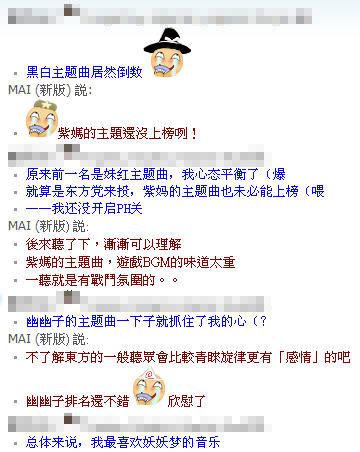 黑白主题曲居然倒数
MAI (新版) 說:
紫媽的主題還沒上榜咧！
原来前一名是妹红主题曲，我心态平衡了（爆
就算是东方党来投，紫妈的主题曲也未必能上榜（喂
——我还没开启PH关
MAI (新版) 說:
後來聽了下，漸漸可以理解
紫媽的主題曲，遊戲BGM的味道太重
一聽就是有戰鬥氛圍的。。
幽幽子的主题曲一下子就抓住了我的心（？
MAI (新版) 說:
不了解東方的一般聽眾會比較青睞旋律更有「感情」的吧
幽幽子排名還不錯 欣慰了
总体来说，我最喜欢妖妖梦的音乐